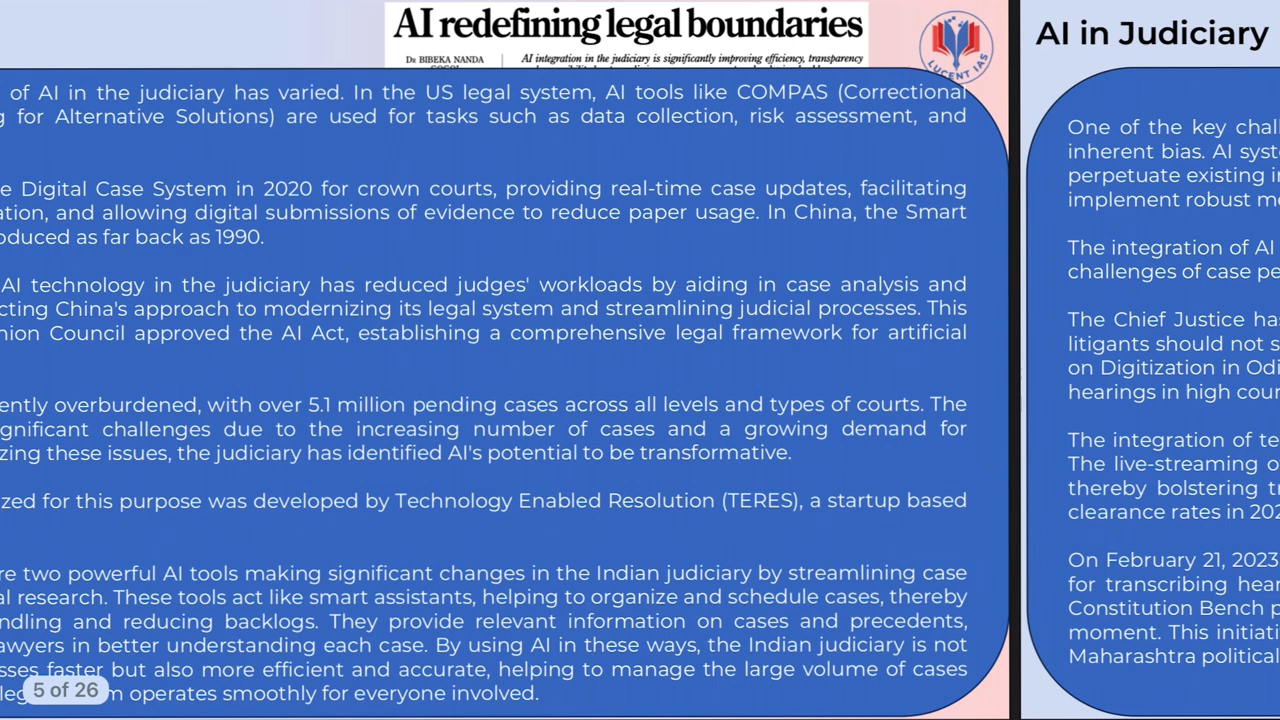 AI redefining legal boundaries
DR BIBEKA NANDA
AI integration in the judiciary is significantly improving efficiency, transparency
LUCENT IAS
of AI in the judiciary has varied. In the US legal system, AI tools like COMPAS (Correctional
g for Alternative Solutions) are used for tasks such as data collection, risk assessment, and
e Digital Case System in 2020 for crown courts, providing real-time case updates, facilitating
ation, and allowing digital submissions of evidence to reduce paper usage. In China, the Smart
oduced as far back as 1990.
AI technology in the judiciary has reduced judges' workloads by aiding in case analysis and
cting China's approach to modernizing its legal system and streamlining judicial processes. This
nion Council approved the AI Act, establishing a comprehensive legal framework for artificial
ently overburdened, with over 5.1 million pending cases across all levels and types of courts. The
gnificant challenges due to the increasing number of cases and a growing demand for
zing these issues, the judiciary has identified AI's potential to be transformative.
ized for this purpose was developed by Technology Enabled Resolution (TERES), a startup based
re two powerful AI tools making significant changes in the Indian judiciary by streamlining case
al research. These tools act like smart assistants, helping to organize and schedule cases, thereby
ndling and reducing backlogs. They provide relevant information on cases and precedents,
awyers in better understanding each case. By using AI in these ways, the Indian judiciary is not
sses faster but also more efficient and accurate, helping to manage the large volume of cases
leg m operates smoothly for everyone involved.
5 of 26
AI in Judiciary
One of the key chall
inherent bias. AI syst
perpetuate existing in
implement robust me
The integration of AI
challenges of case pe
The Chief Justice has
litigants should not s
on Digitization in Odi
hearings in high cour
The integration of te
The live-streaming o
thereby bolstering tr
clearance rates in 202
On February 21, 2023
for transcribing hear
Constitution Bench p
moment. This initiati
Maharashtra political